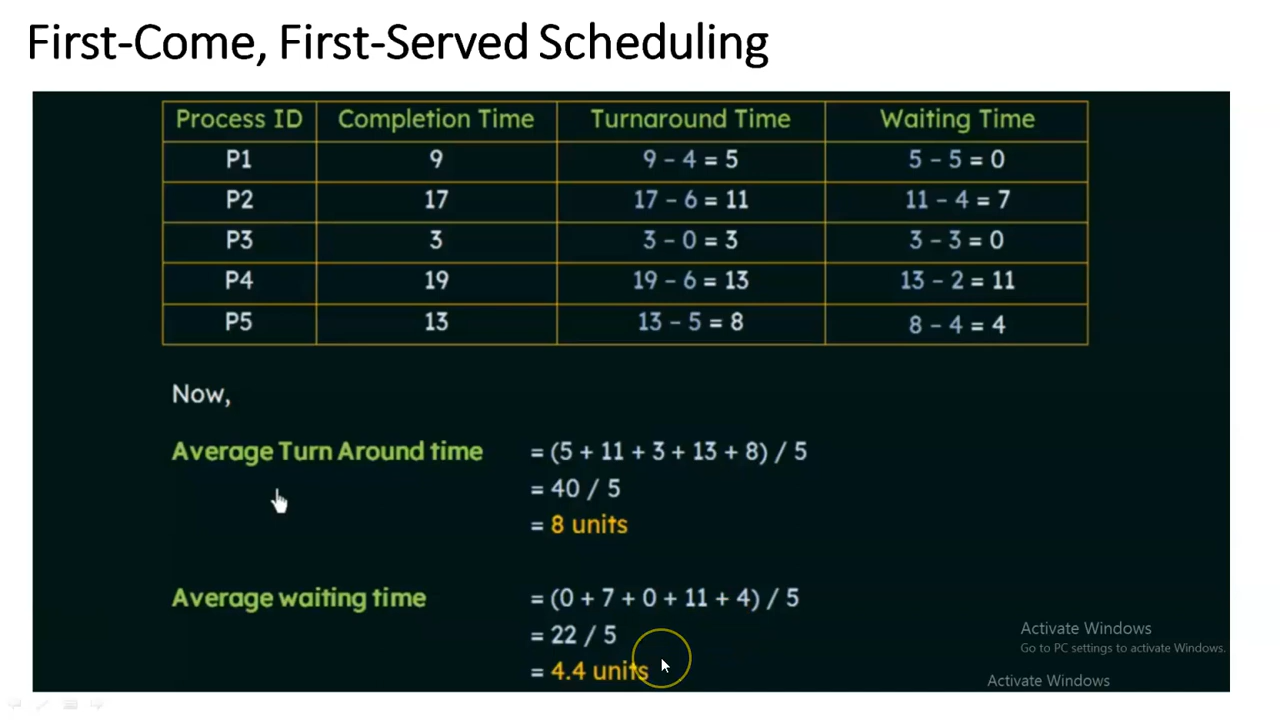 First-Come, First-Served Scheduling
Process ID Completion Time Turnaround Time Waiting Time
P1 9 9 – 4 = 5 5 – 5 = 0
P2 17 17 – 6 = 11 11 – 4 = 7
P3 3 3 – 0 = 3 3 – 3 = 0
P4 19 19 – 6 = 13 13 – 2 = 11
P5 13 13 – 5 = 8 8 – 4 = 4
Now,
Average Turn Around time = (5 + 11 + 3 + 13 + 8) / 5
= 40 / 5
= 8 units
Average waiting time = (0 + 7 + 0 + 11 + 4) / 5
= 22 / 5
= 4.4 units
Activate Windows
Go to PC settings to activate Windows.
Activate Windows